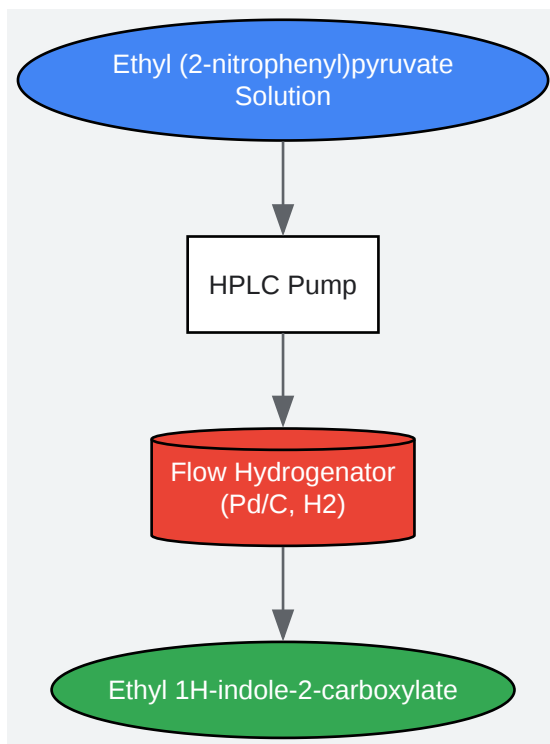 Ethyl (2-nitrophenyl)pyruvate
Solution
HPLC Pump
Flow Hydrogenator
(Pd/C, H2)
Ethyl 1H-indole-2-carboxylate